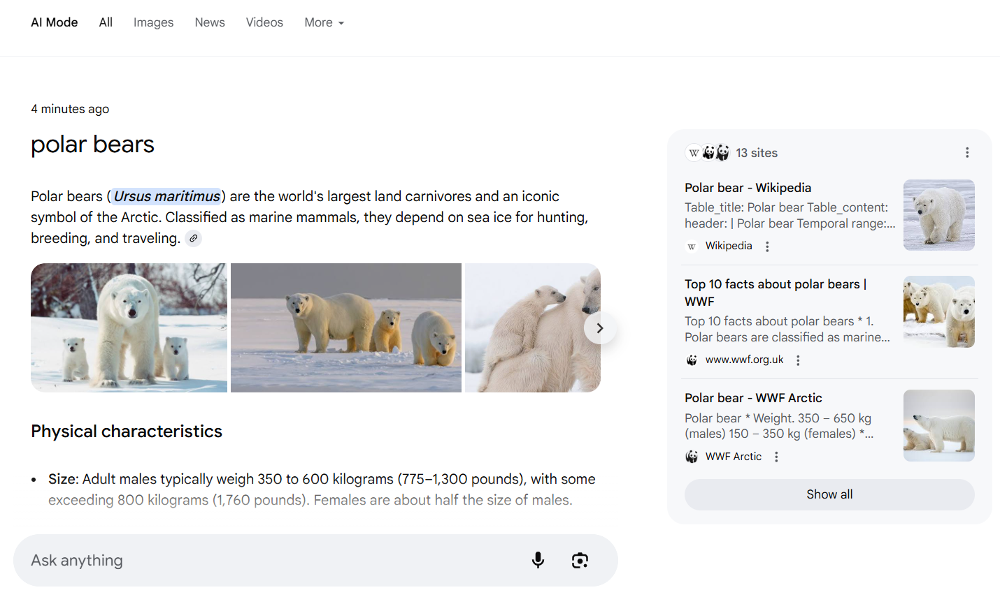 AI Mode All Images News Videos More
4 minutes ago
polar bears
Polar bears (Ursus maritimus) are the world's largest land carnivores and an iconic
symbol of the Arctic. Classified as marine mammals, they depend on sea ice for hunting,
breeding, and traveling.
Physical characteristics
• Size: Adult males typically weigh 350 to 600 kilograms (775–1,300 pounds), with some
exceeding 800 kilograms (1,760 pounds). Females are about half the size of males.
Ask anything
W 13 sites
Polar bear - Wikipedia
Table_title: Polar bear Table_content:
header: | Polar bear Temporal range:...
W Wikipedia
Top 10 facts about polar bears |
WWF
Top 10 facts about polar bears * 1.
Polar bears are classified as marine...
www.wwf.org.uk
Polar bear - WWF Arctic
Polar bear * Weight. 350 – 650 kg
(males) 150 – 350 kg (females) *...
WWF Arctic
Show all